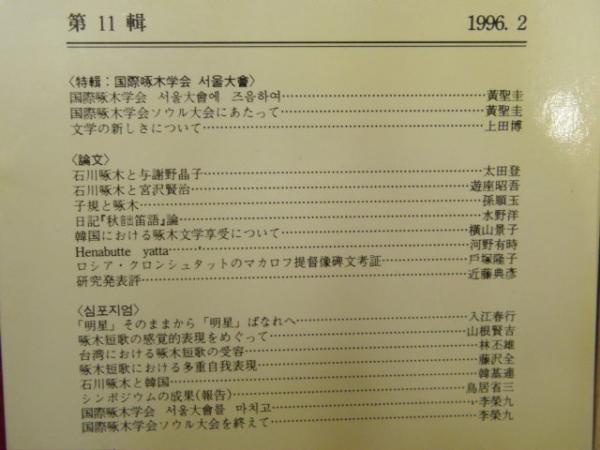 第 11 輯 1996. 2
〈特輯 : 国際啄木学会 서울大會〉
国際啄木学会 서울大會에 즈음하여……………………黃聖圭
国際啄木学会ソウル大会にあたって……………………黃聖圭
文学の新しさについて……………………上田博
〈論文〉
石川啄木と与謝野晶子……………………太田登
石川啄木と宮沢賢治……………………遊座昭吾
子規と啄木……………………孫順玉
日記『秋韷笛語』論……………………水野洋
韓国における啄木文学享受について……………………横山景子
Henabutte yatta……………………河野有時
ロシア・クロンシュタットのマカロフ提督像碑文考証……………………戸塚隆子
研究発表評……………………近藤典彦
〈심포지엄〉
「明星」そのままから「明星」ばなれへ……………………入江春行
啄木短歌の感覚的表現をめぐって……………………山根賢吉
台湾における啄木短歌の受容……………………林丕雄
啄木短歌における多重自我表現……………………藤沢全
石川啄木と韓国……………………韓基連
シンポジウムの成果(報告)……………………鳥居省三
国際啄木学会 서울大會를 마치고……………………李榮九
国際啄木学会ソウル大会を終えて……………………李榮九